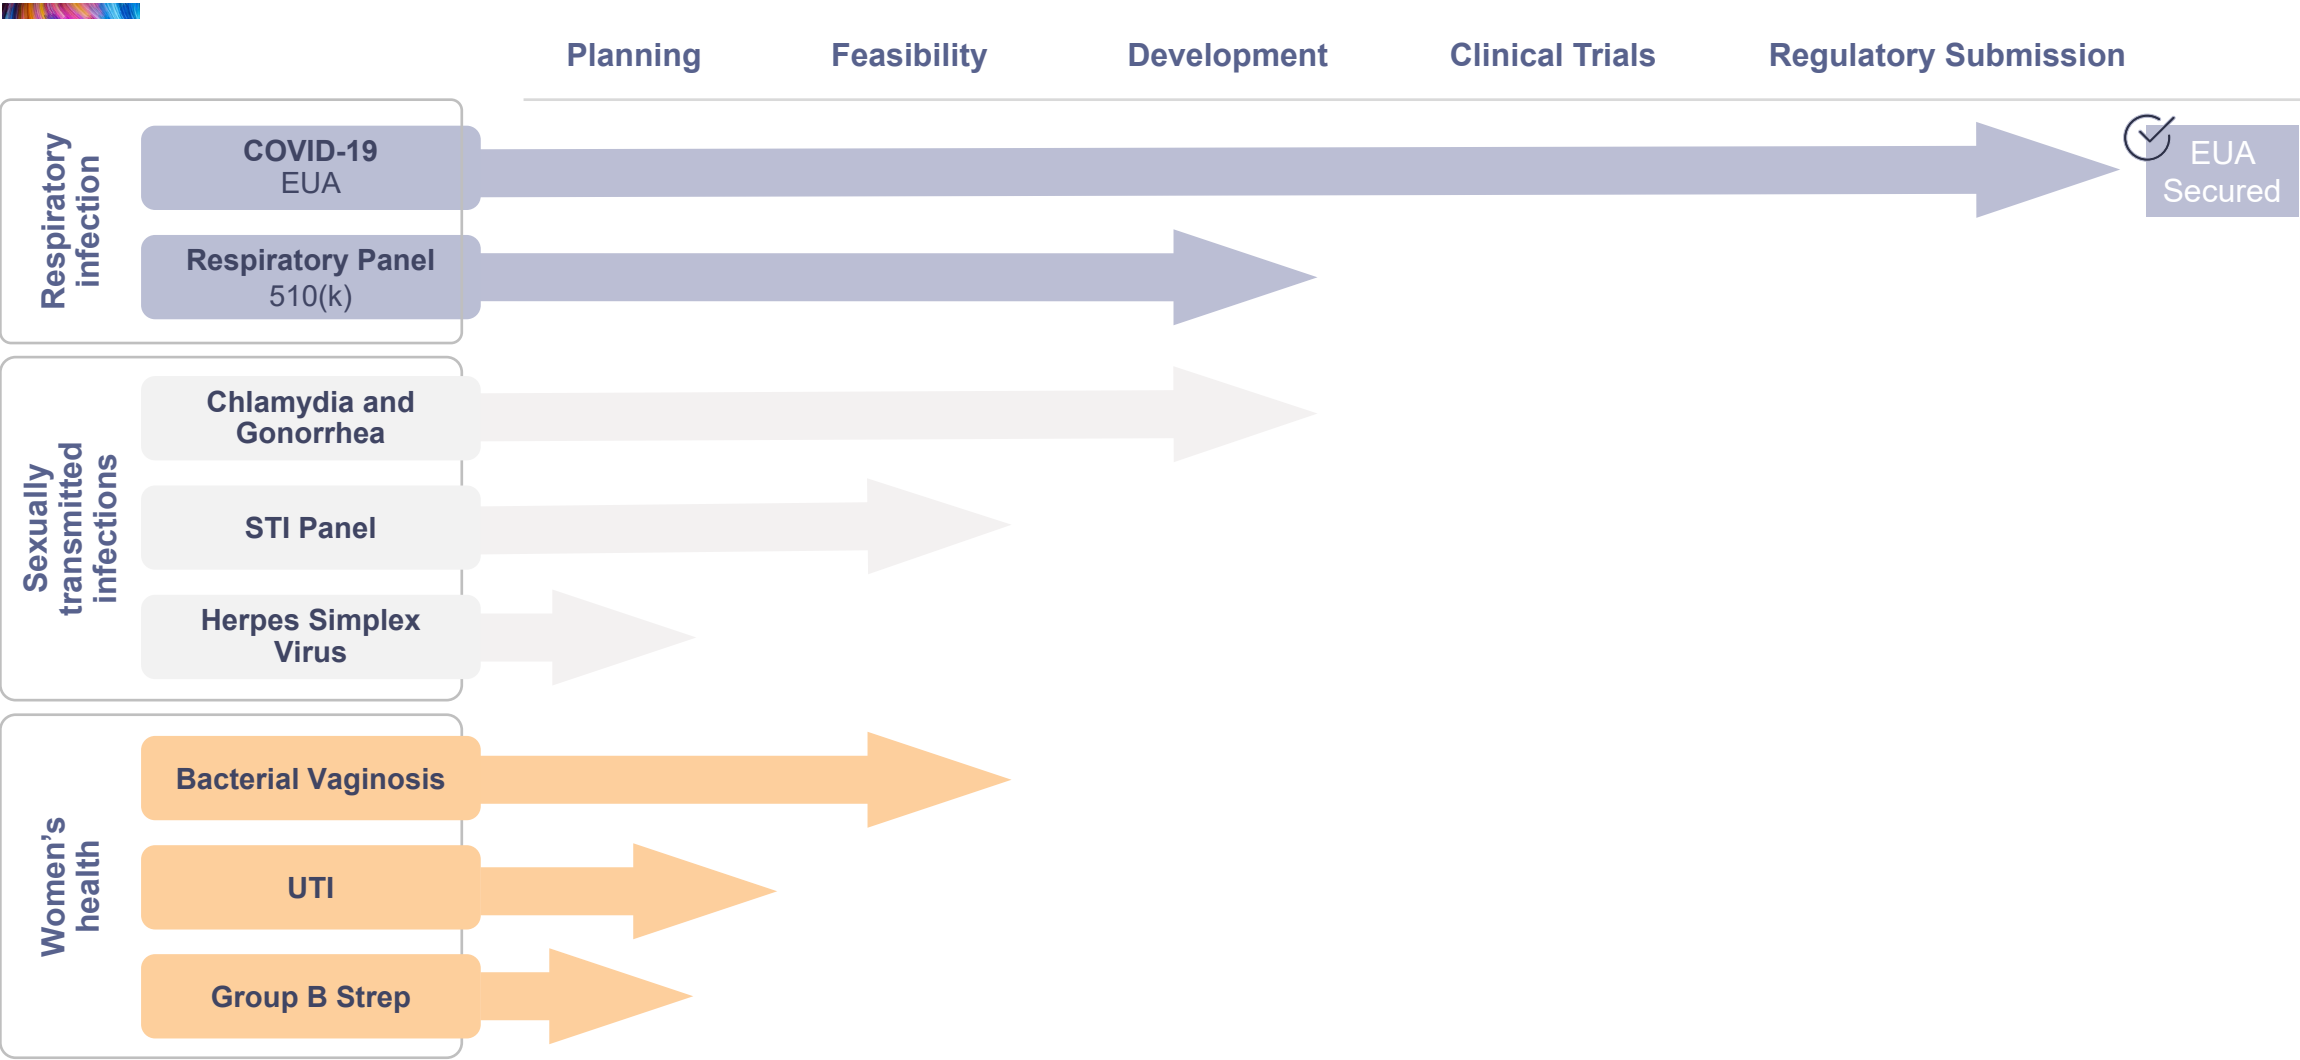 Planning
Feasibility
Development
Clinical Trials
Regulatory Submission
Respiratory
infection
COVID-19
EUA
EUA
Secured
Respiratory Panel
510(k)
Sexually
transmitted
infections
Chlamydia and
Gonorrhea
STI Panel
Herpes Simplex
Virus
Women’s
health
Bacterial Vaginosis
UTI
Group B Strep